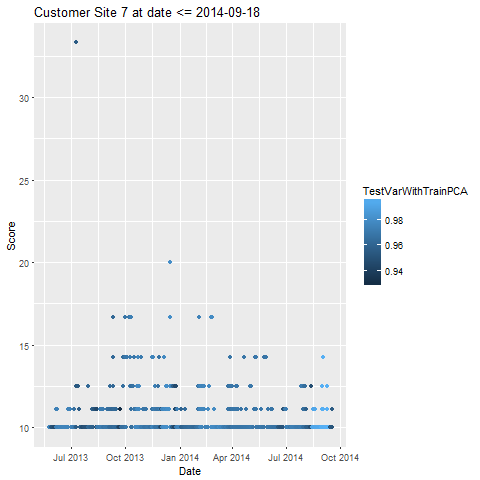 Customer Site 7 at date <= 2014-09-18
Score
30
25
20
15
10
Jul 2013
Oct 2013
Jan 2014
Apr 2014
Jul 2014
Oct 2014
Date
TestVarWithTrainPCA
0.98
0.96
0.94